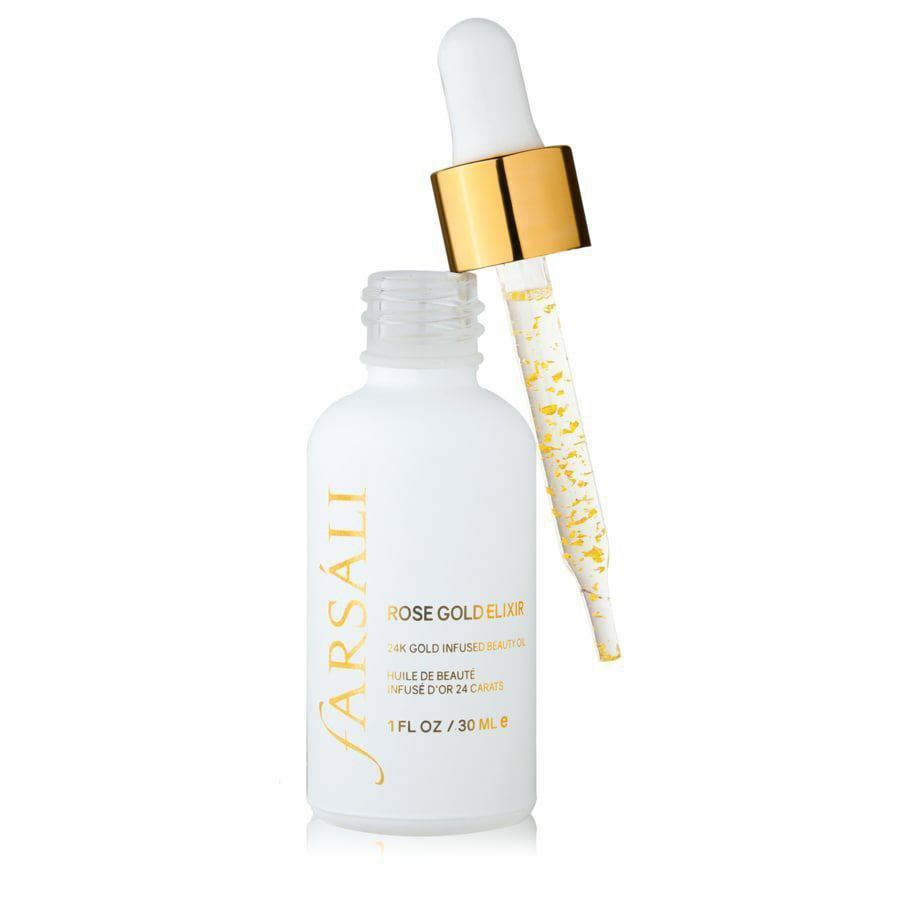 fARSÁLI
ROSE GOLD ELIXIR
24K GOLD INFUSED BEAUTY OIL
HUILE DE BEAUTÉ
INFUSÉ D'OR 24 CARATS
1 FL OZ / 30 ML e